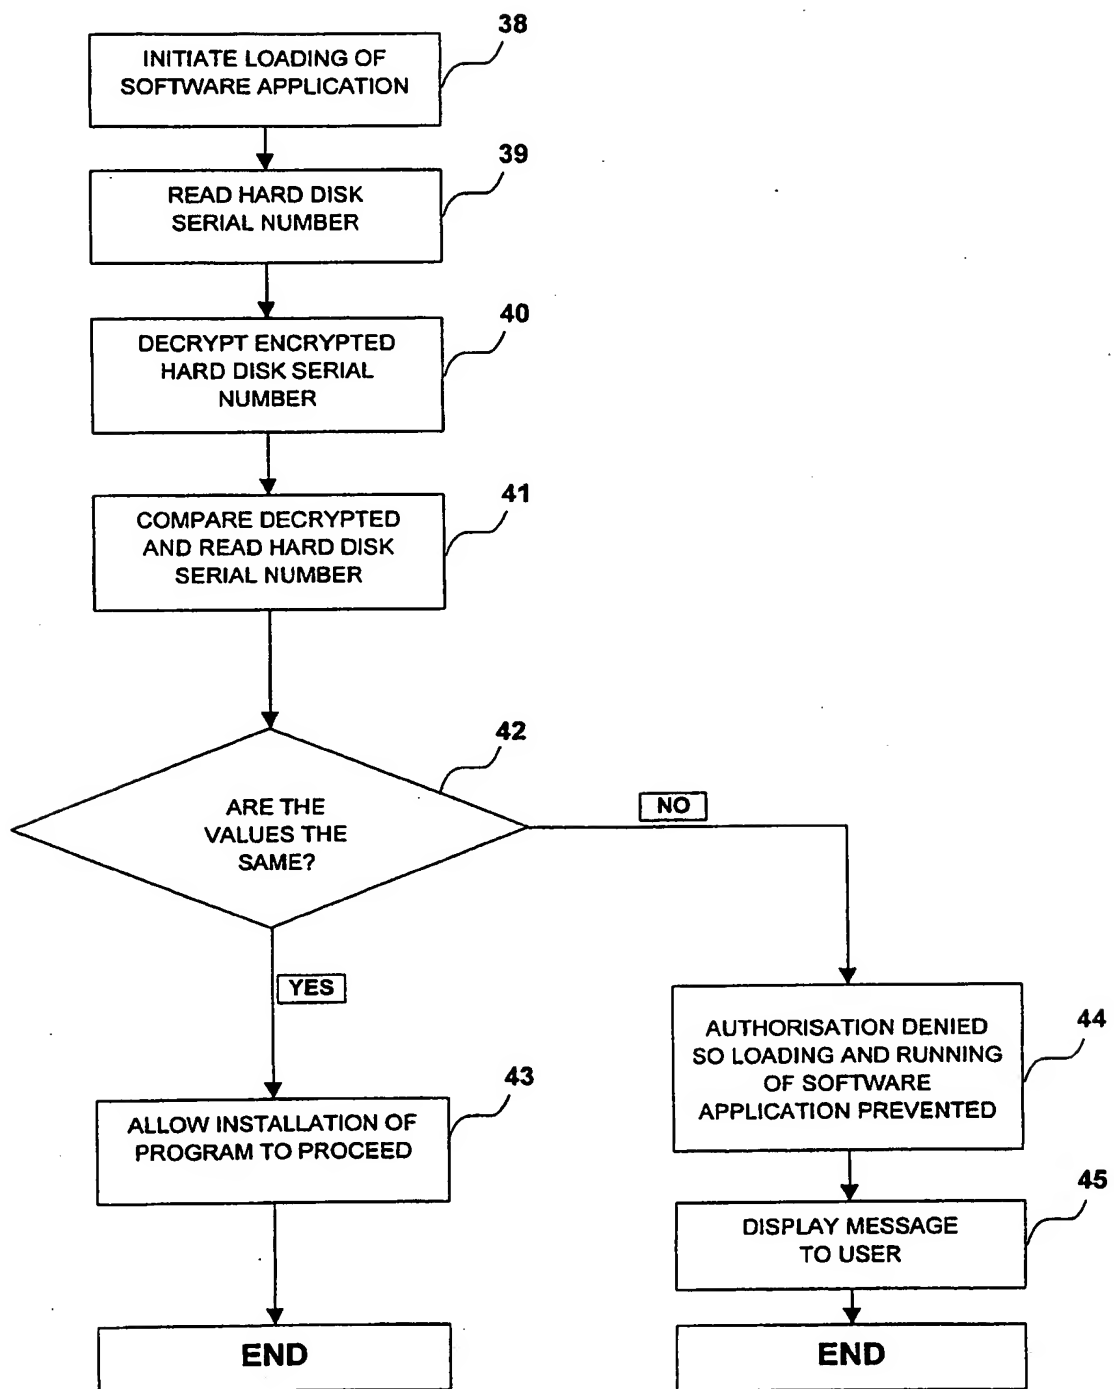 38
INITIATE LOADING OF
SOFTWARE APPLICATION
39
READ HARD DISK
SERIAL NUMBER
40
DECRYPT ENCRYPTED
HARD DISK SERIAL
NUMBER
41
COMPARE DECRYPTED
AND READ HARD DISK
SERIAL NUMBER
42
ARE THE
VALUES THE
SAME?
NO
YES
43
ALLOW INSTALLATION OF
PROGRAM TO PROCEED
END
44
AUTHORISATION DENIED
SO LOADING AND RUNNING
OF SOFTWARE
APPLICATION PREVENTED
45
DISPLAY MESSAGE
TO USER
END